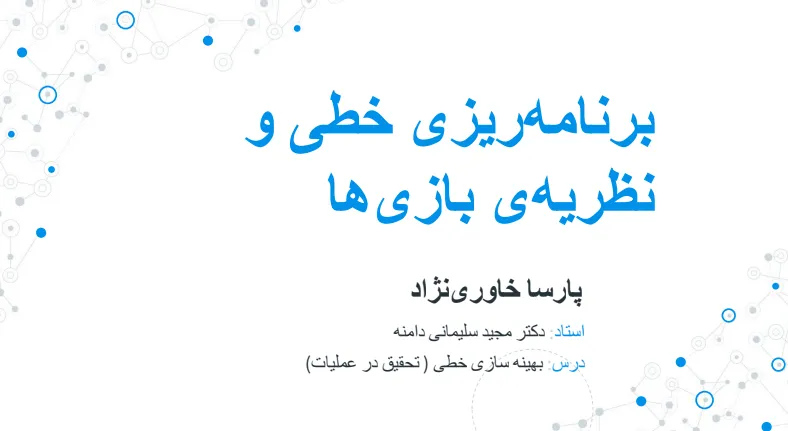 برنامه‌ریزی خطی و
نظریه‌ی بازی‌ها
پارسا خاوری‌نژاد
استاد: دکتر مجید سلیمانی دامنه
درس: بهینه سازی خطی ( تحقیق در عملیات)